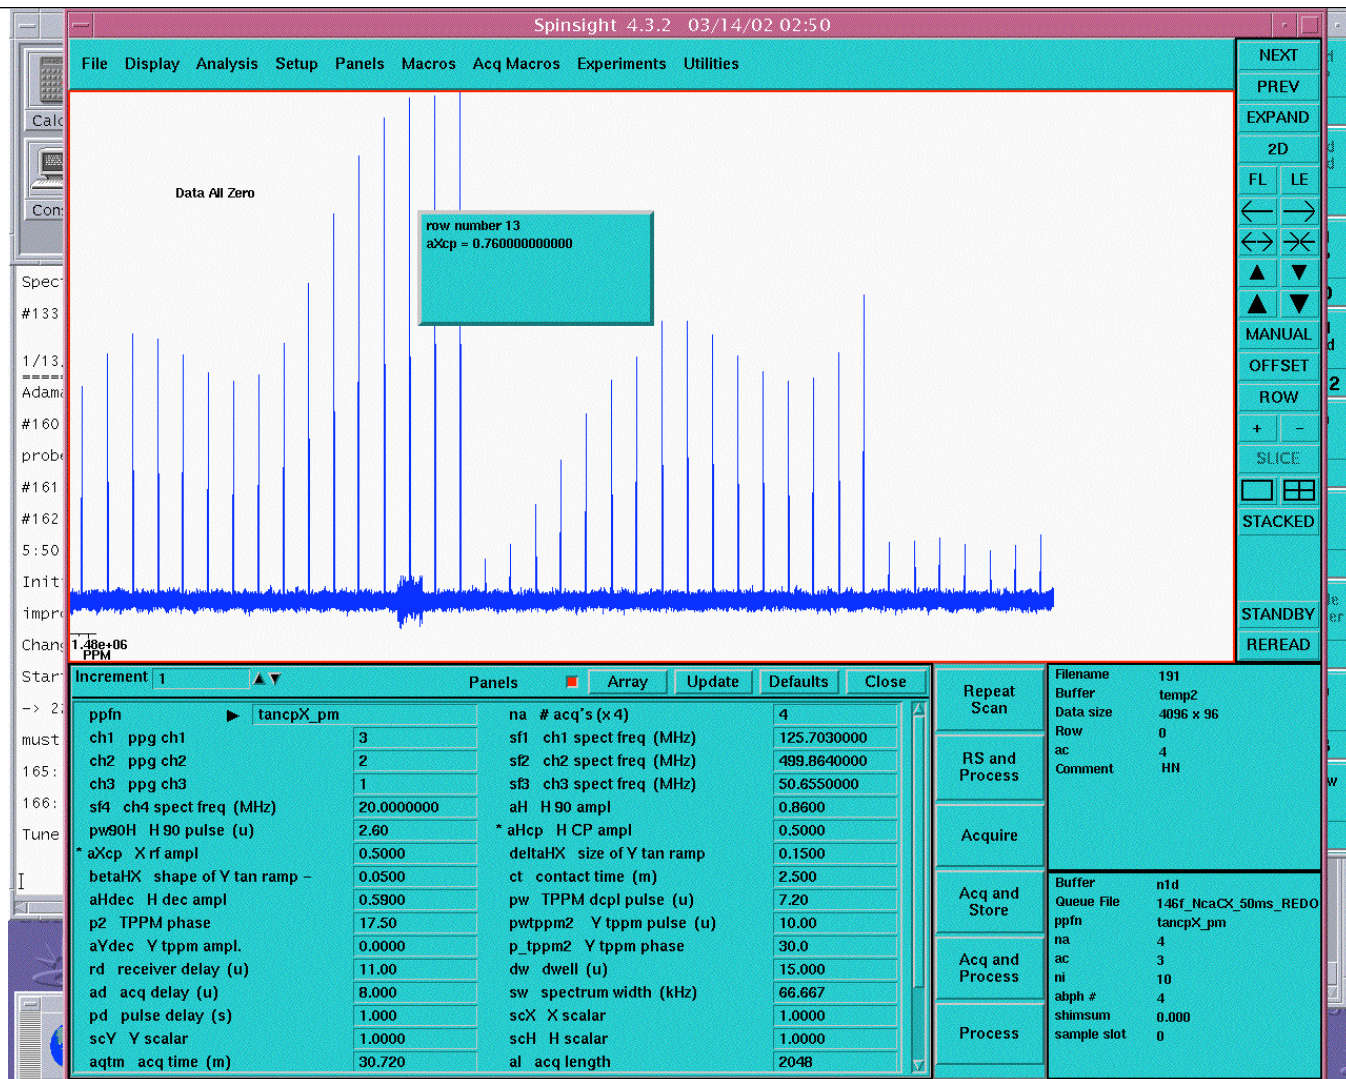 Spinsight 4.3.2 03/14/02 02:50
File Display Analysis Setup Panels Macros Acq Macros Experiments Utilities
NEXT
PREV
EXPAND
2D
FL LE
MANUAL
OFFSET
ROW
+ -
SLICE
STACKED
STANDBY
REREAD
Data All Zero
row number 13
aXcp = 0.760000000000
1.48e+06
PPM
Calc
Con
Spec
#133
1/13.
=====
Adama
#160
probe
#161
#162
5:50
Init
impro
Chang
Star
-> 2
must
165:
166:
Tune
Increment 1 Panels Array Update Defaults Close
ppfn tancpX_pm na # acq's (x 4) 4
ch1 ppg ch1 3 sf1 ch1 spect freq (MHz) 125.7030000
ch2 ppg ch2 2 sf2 ch2 spect freq (MHz) 499.8640000
ch3 ppg ch3 1 sf3 ch3 spect freq (MHz) 50.6550000
sf4 ch4 spect freq (MHz) 20.0000000 aH H 90 ampl 0.8600
pw90H H 90 pulse (u) 2.60 * aHcp H CP ampl 0.5000
* aXcp X rf ampl 0.5000 deltaHX size of Y tan ramp 0.1500
betaHX shape of Y tan ramp - 0.0500 ct contact time (m) 2.500
aHdec H dec ampl 0.5900 pw TPPM dcpl pulse (u) 7.20
p2 TPPM phase 17.50 pwtppm2 Y tppm pulse (u) 10.00
aYdec Y tppm ampl. 0.0000 p_tppm2 Y tppm phase 30.0
rd receiver delay (u) 11.00 dw dwell (u) 15.000
ad acq delay (u) 8.000 sw spectrum width (kHz) 66.667
pd pulse delay (s) 1.000 scX X scalar 1.0000
scY Y scalar 1.0000 scH H scalar 1.0000
aqtm acq time (m) 30.720 al acq length 2048
Repeat
Scan
RS and
Process
Acquire
Acq and
Store
Acq and
Process
Process
Filename 191
Buffer temp2
Data size 4096 x 96
Row 0
ac 4
Comment HN
Buffer n1d
Queue File 146f_NcaCX_50ms_REDO
ppfn tancpX_pm
na 4
ac 3
ni 10
abph # 4
shimsum 0.000
sample slot 0